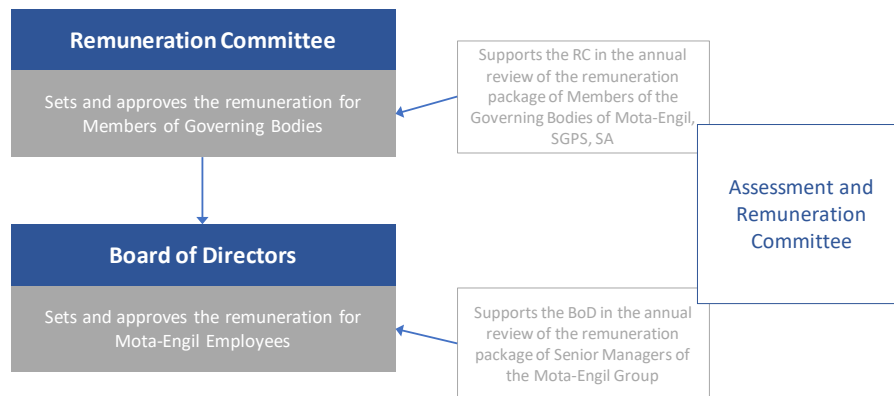 Remuneration Committee
Sets and approves the remuneration for
Members of Governing Bodies
Supports the RC in the annual
review of the remuneration
package of Members of the
Governing Bodies of Mota-Engil,
SGPS, SA
Assessment and
Remuneration
Committee
Board of Directors
Sets and approves the remuneration for
Mota-Engil Employees
Supports the BoD in the annual
review of the remuneration
package of Senior Managers of
the Mota-Engil Group